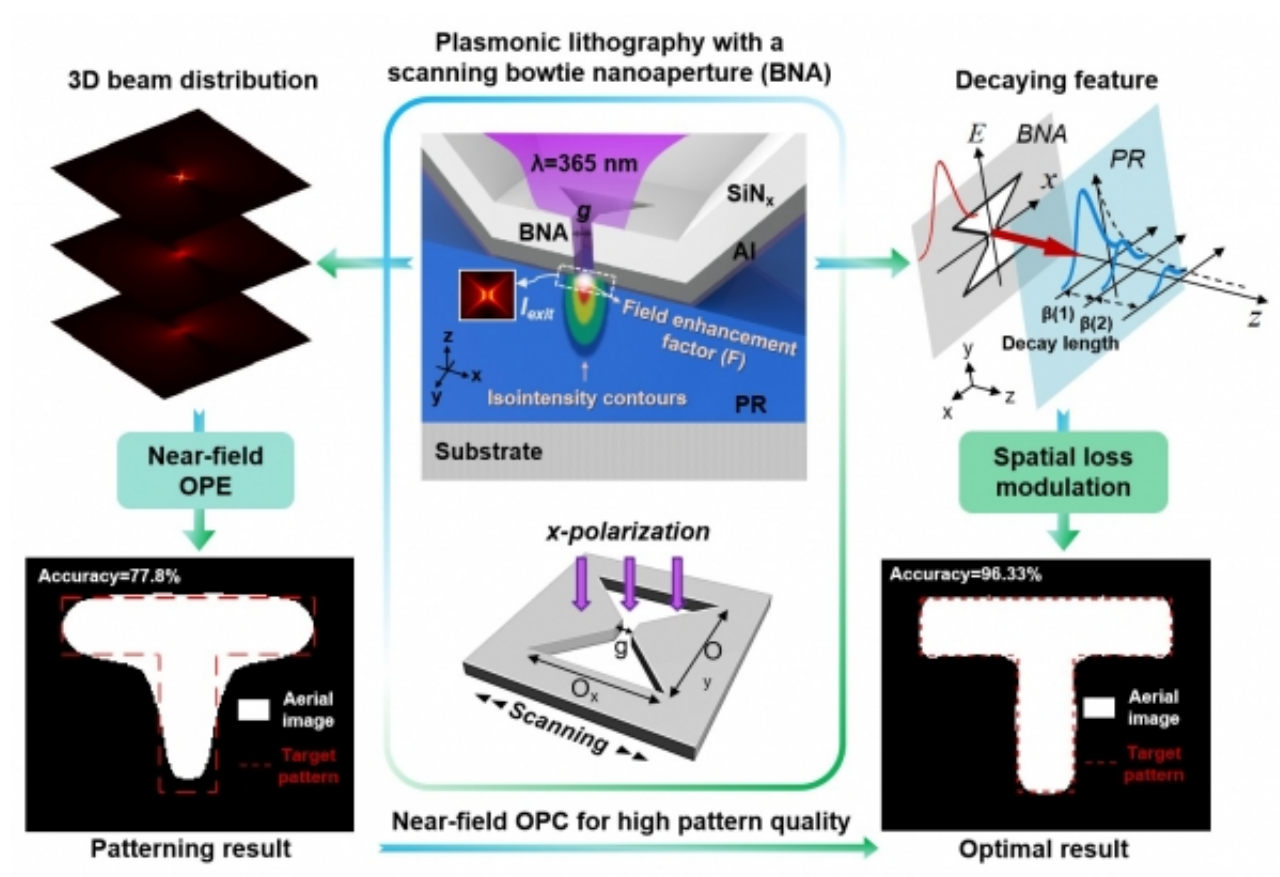 Plasmonic lithography with a
scanning bowtie nanoaperture (BNA)
3D beam distribution
Decaying feature
λ=365 nm
g
BNA
SiNx
Al
Iexit
Field enhancement
factor (F)
z
x
y
Isointensity contours
PR
Substrate
E
BNA
x
PR
β(1)
β(2)
Decay length
z
y
z
x
Near-field
OPE
Spatial loss
modulation
x-polarization
g
Ox
Oy
Scanning
Accuracy=77.8%
Aerial
image
Target
pattern
Patterning result
Accuracy=96.33%
Aerial
image
Target
pattern
Optimal result
Near-field OPC for high pattern quality